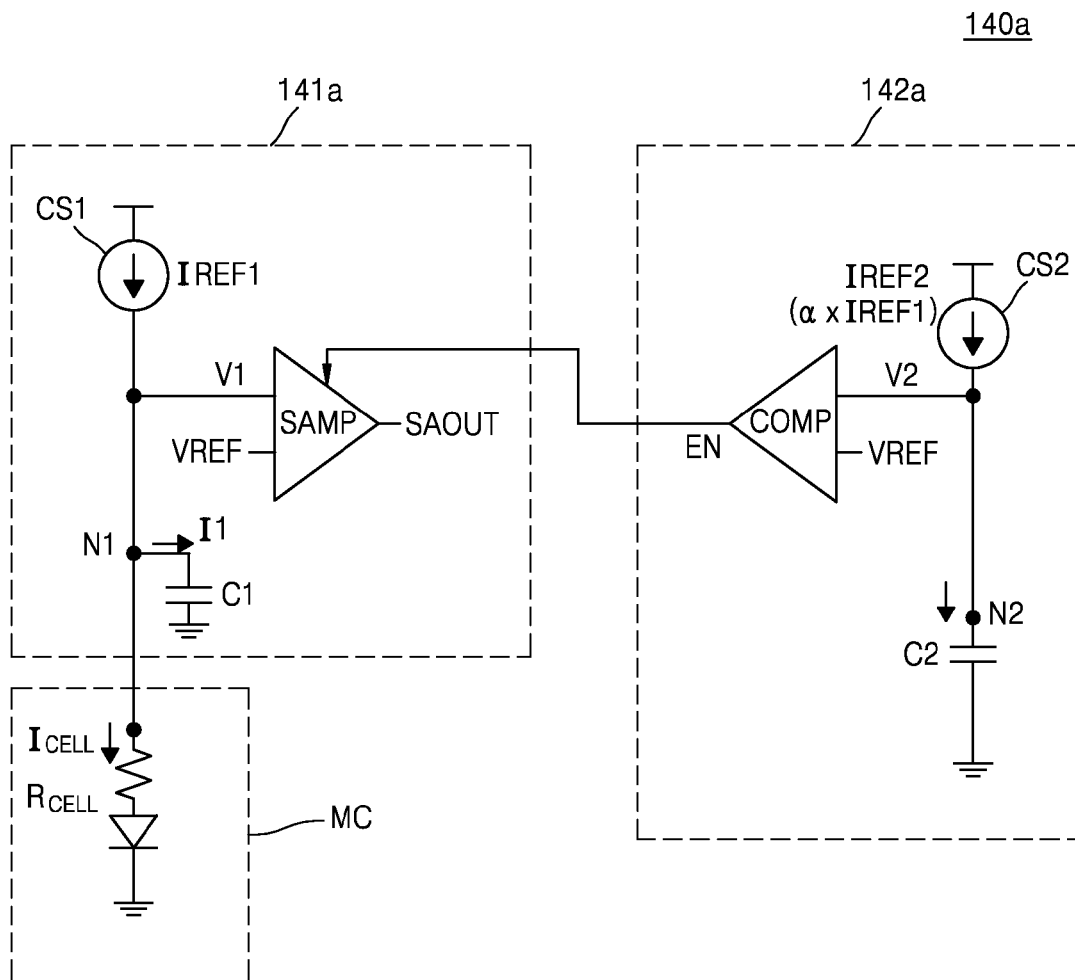 140a
141a
142a
CS1
IREF1
IREF2
(α x IREF1)
CS2
V1
SAMP
SAOUT
VREF
V2
COMP
EN
VREF
N1
I1
C1
N2
C2
ICELL
RCELL
MC